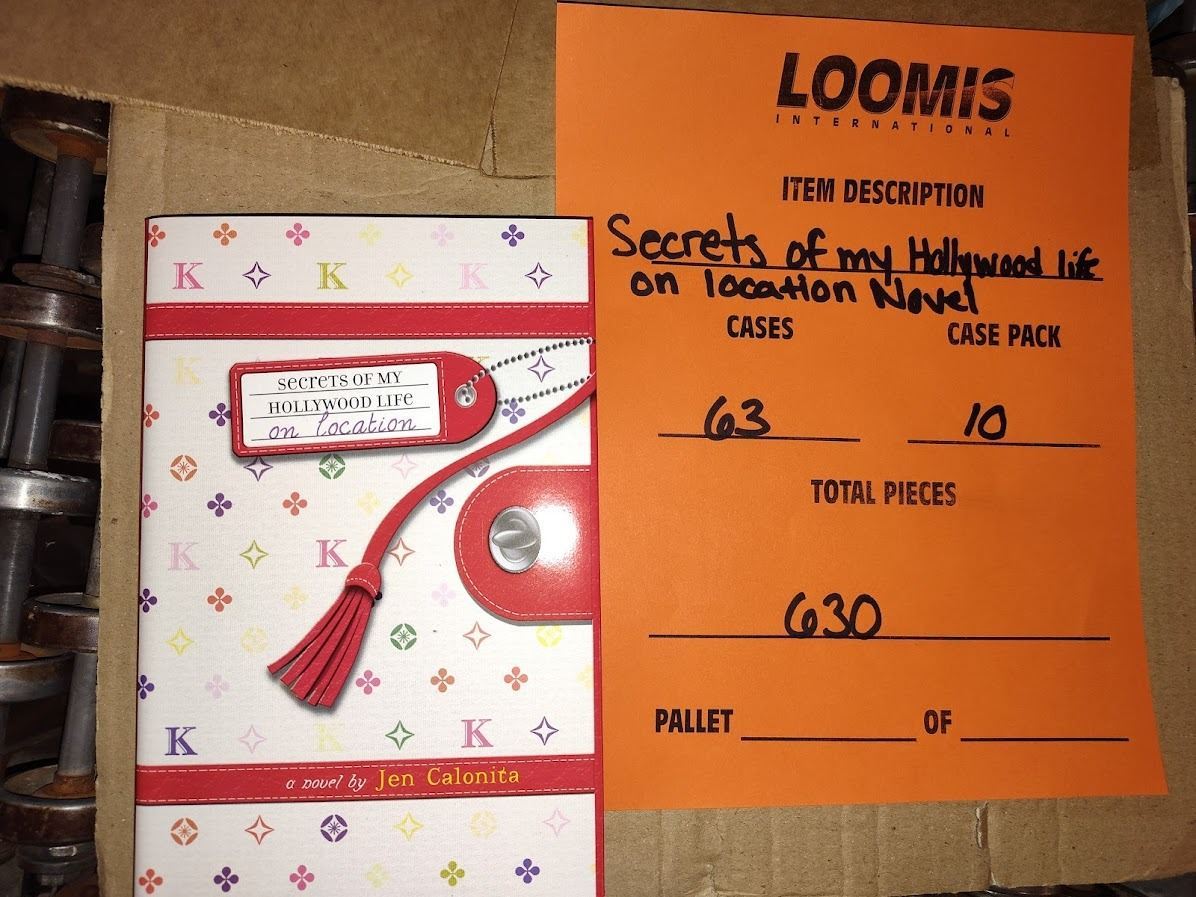 K K K
secrets OF MY
HOLLYWOOD LIFE
on location
K K
K K K
a novel by Jen Calonita
LOOMIS
INTERNATIONAL
ITEM DESCRIPTION
Secrets of my Hollywood life
on location Novel
CASES CASE PACK
63 10
TOTAL PIECES
630
PALLET OF